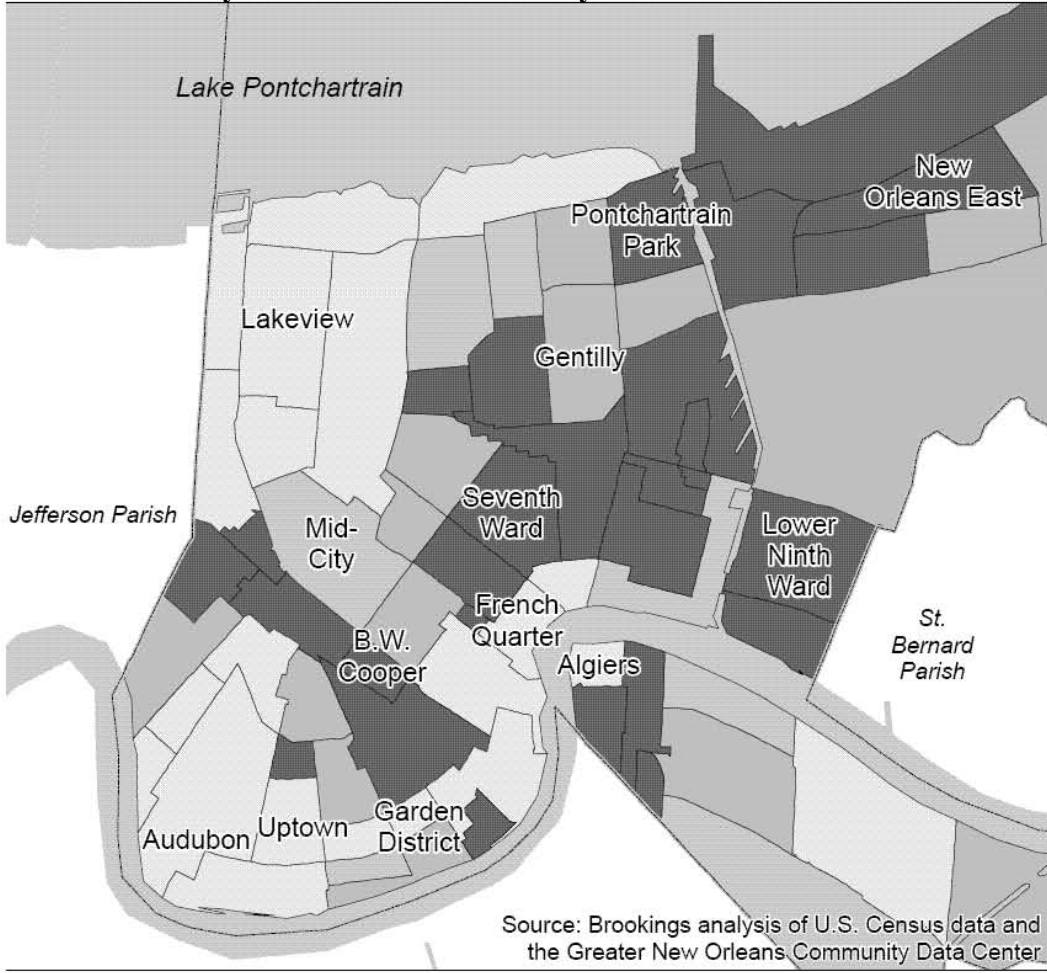 Lake Pontchartrain
New
Orleans East
Pontchartrain
Park
Lakeview
Gentilly
Seventh
Ward
Jefferson Parish
Mid-
City
Lower
Ninth
Ward
French
Quarter
B.W.
Cooper
St.
Bernard
Parish
Algiers
Garden
District
Audubon
Uptown
Source: Brookings analysis of U.S. Census data and
the Greater New Orleans Community Data Center